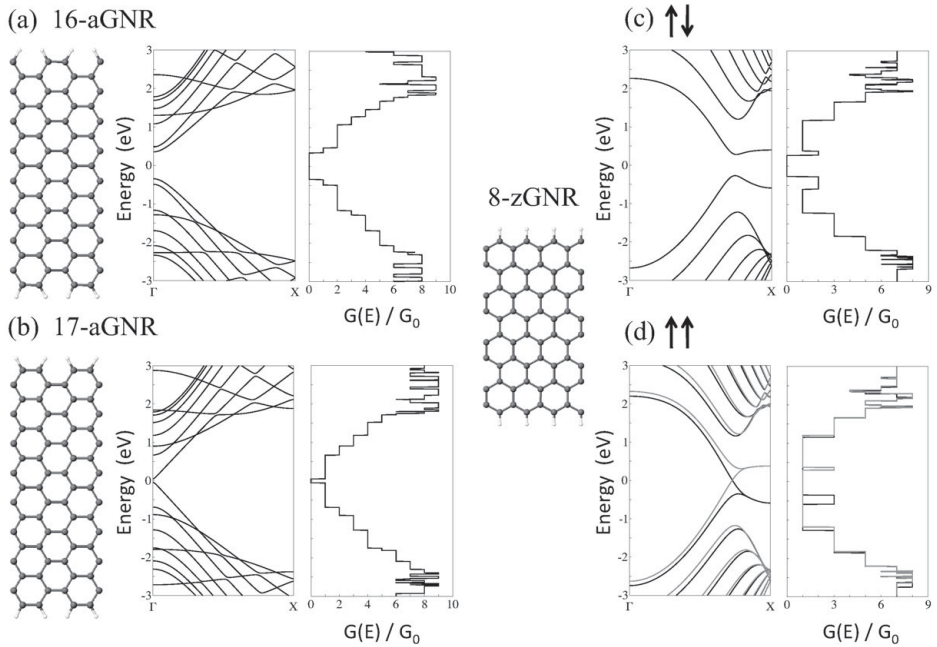 (a) 16-aGNR
3
2
1
0
-1
-2
-3
Energy (eV)
Γ X
0 2 4 6 8 10
G(E) / G0
(b) 17-aGNR
3
2
1
0
-1
-2
-3
Energy (eV)
Γ X
0 2 4 6 8 10
G(E) / G0
8-zGNR
(c) ↑↓
3
2
1
0
-1
-2
-3
Energy (eV)
Γ X
0 3 6 9
G(E) / G0
(d) ↑↑
3
2
1
0
-1
-2
-3
Energy (eV)
Γ X
0 3 6 9
G(E) / G0